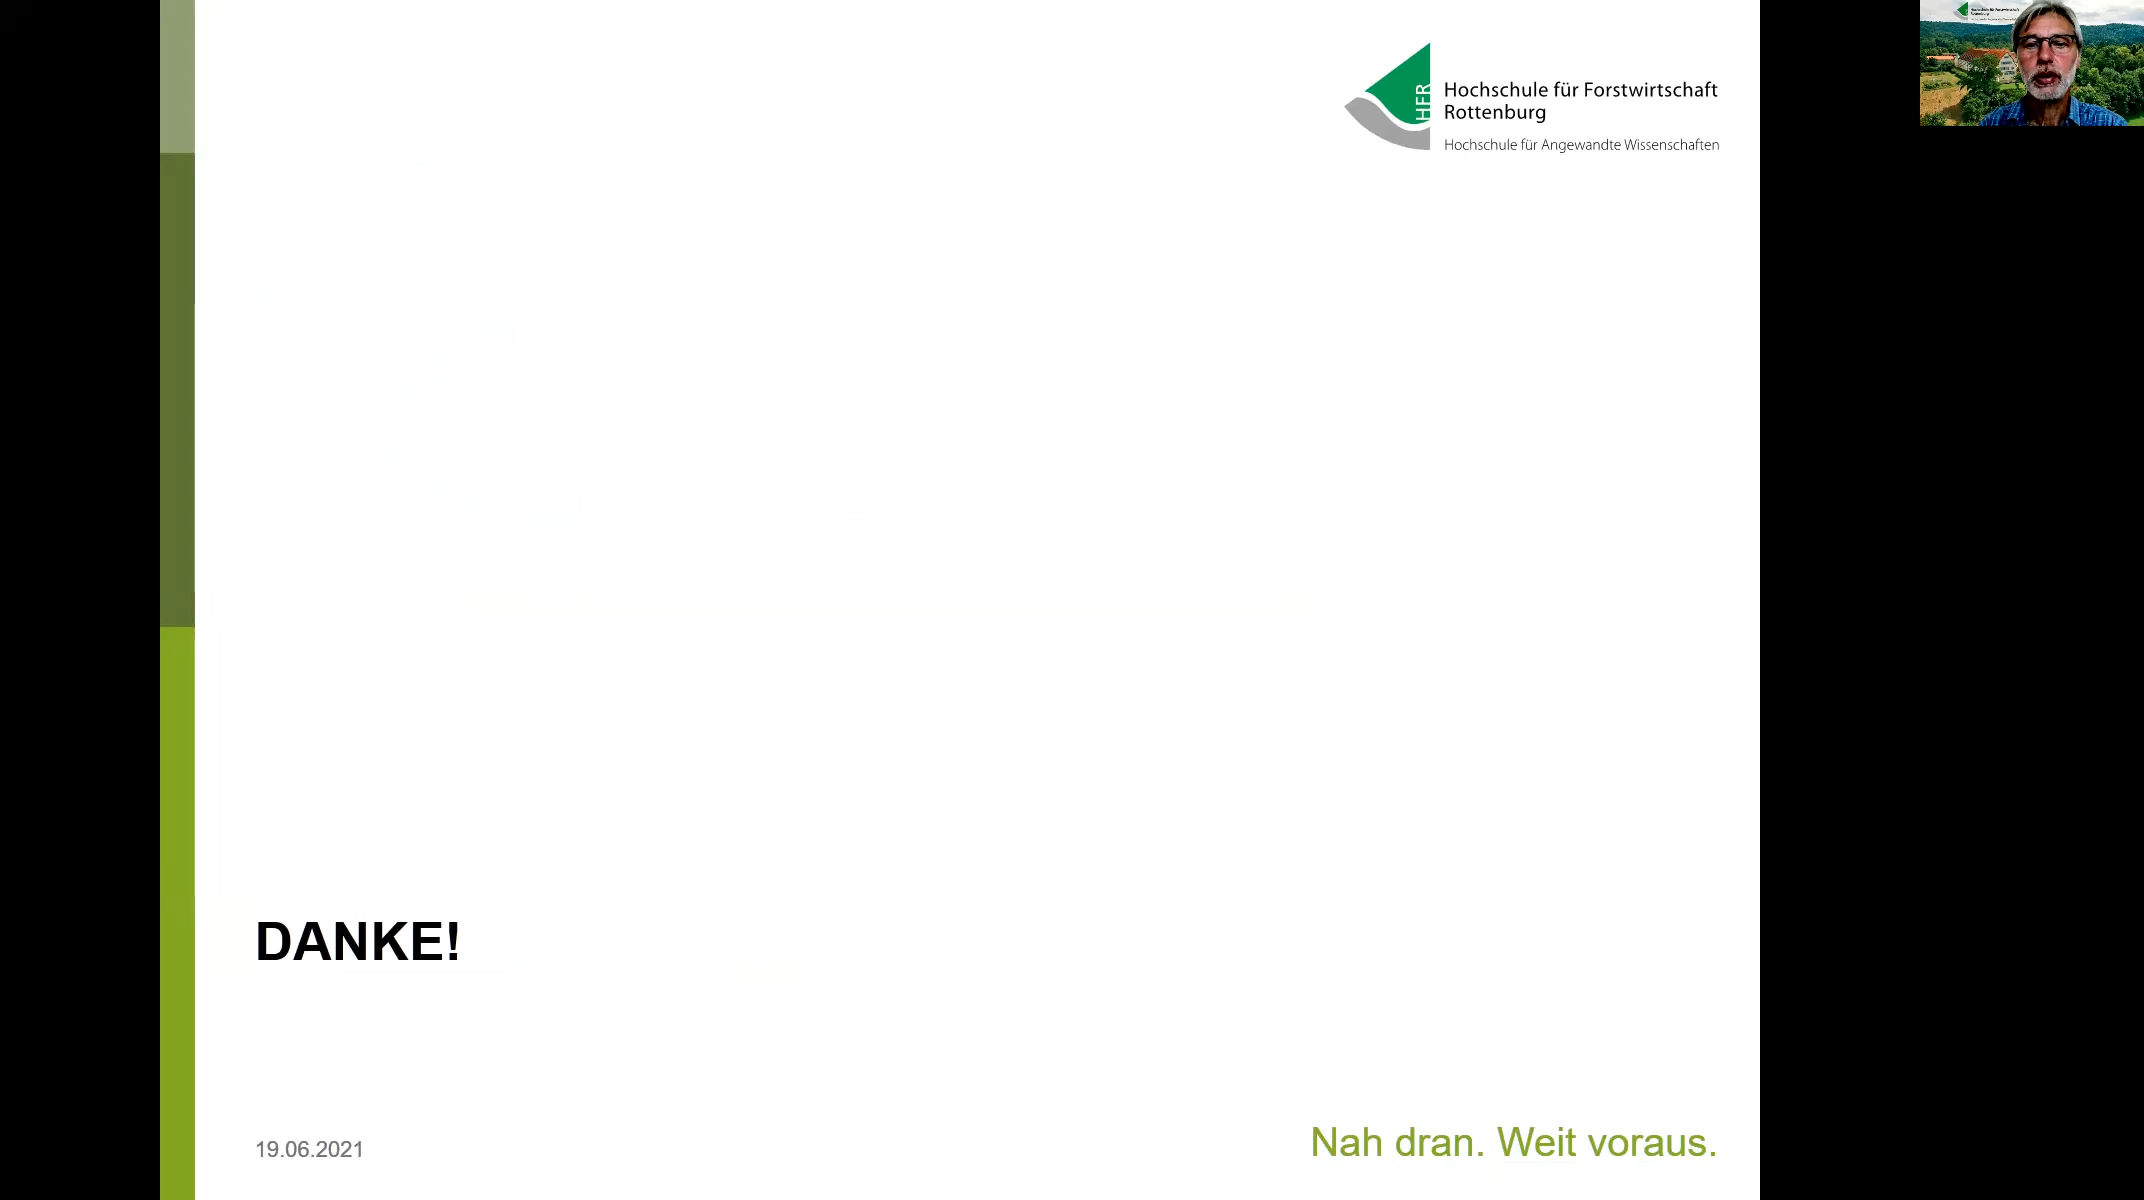 HFR
Hochschule für Forstwirtschaft
Rottenburg
Hochschule für Angewandte Wissenschaften
DANKE!
19.06.2021
Nah dran. Weit voraus.